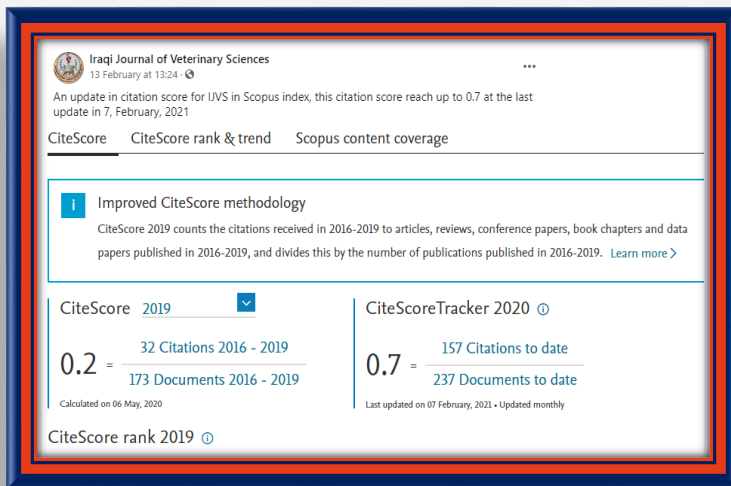 Iraqi Journal of Veterinary Sciences
13 February at 13:24 ·
An update in citation score for IJVS in Scopus index, this citation score reach up to 0.7 at the last
update in 7, February, 2021
CiteScore CiteScore rank & trend Scopus content coverage
i Improved CiteScore methodology
CiteScore 2019 counts the citations received in 2016-2019 to articles, reviews, conference papers, book chapters and data
papers published in 2016-2019, and divides this by the number of publications published in 2016-2019. Learn more >
CiteScore 2019
0.2 =
32 Citations 2016 - 2019
173 Documents 2016 - 2019
Calculated on 06 May, 2020
CiteScoreTracker 2020
0.7 =
157 Citations to date
237 Documents to date
Last updated on 07 February, 2021 • Updated monthly
CiteScore rank 2019